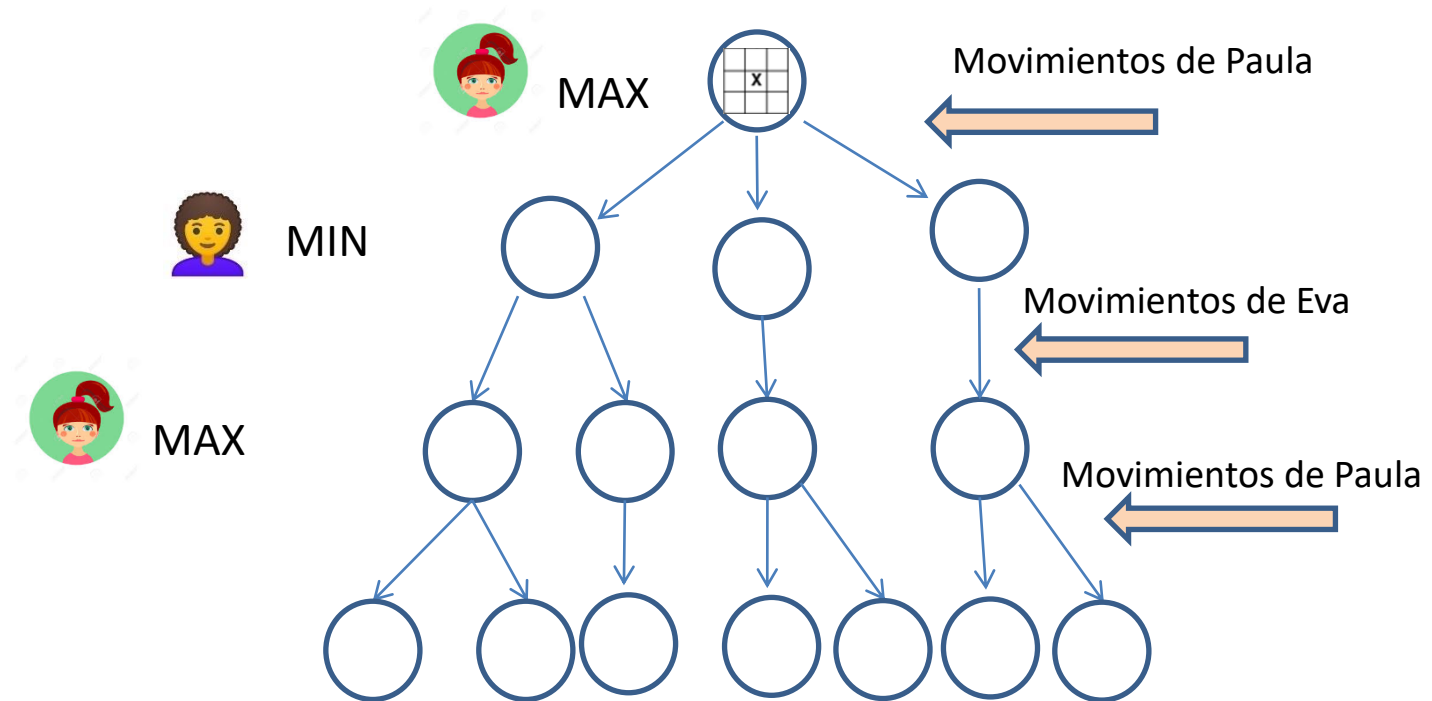 MAX
X
Movimientos de Paula
MIN
Movimientos de Eva
MAX
Movimientos de Paula